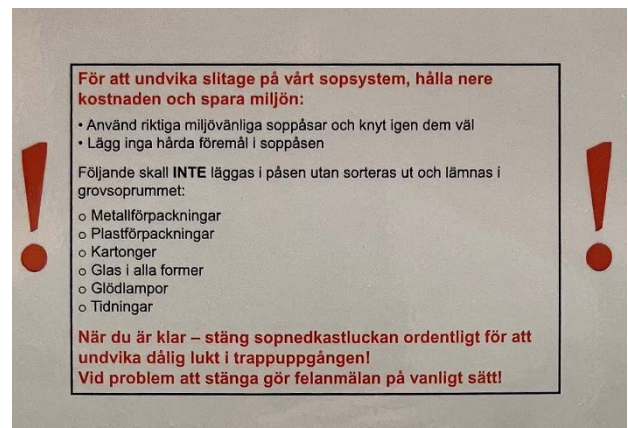 För att undvika slitage på vårt sopsystem, hålla nere
kostnaden och spara miljön:
• Använd riktiga miljövänliga soppåsar och knyt igen dem väl
• Lägg inga hårda föremål i soppåsen
Följande skall INTE läggas i påsen utan sorteras ut och lämnas i
grovsoprummet:
o Metallförpackningar
o Plastförpackningar
o Kartonger
o Glas i alla former
o Glödlampor
o Tidningar
När du är klar – stäng sopnedkastluckan ordentligt för att
undvika dålig lukt i trappuppgången!
Vid problem att stänga gör felanmälan på vanligt sätt!
! !